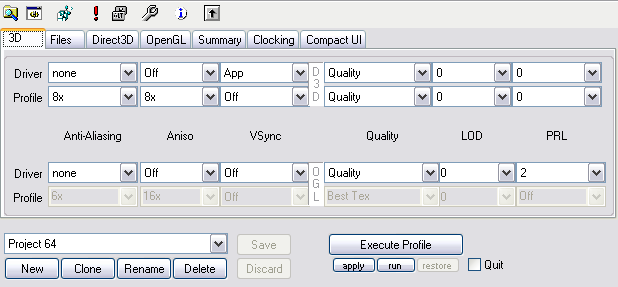 3D Files Direct3D OpenGL Summary Clocking Compact UI
Driver none Off App D3D Quality 0 0
Profile 8x 8x Off Quality 0 0
Anti-Aliasing Aniso VSync Quality LOD PRL
Driver none Off Off OGL Quality 0 2
Profile 6x 16x Off Best Tex 0 Off
Project 64 Save Execute Profile
New Clone Rename Delete Discard apply run restore Quit